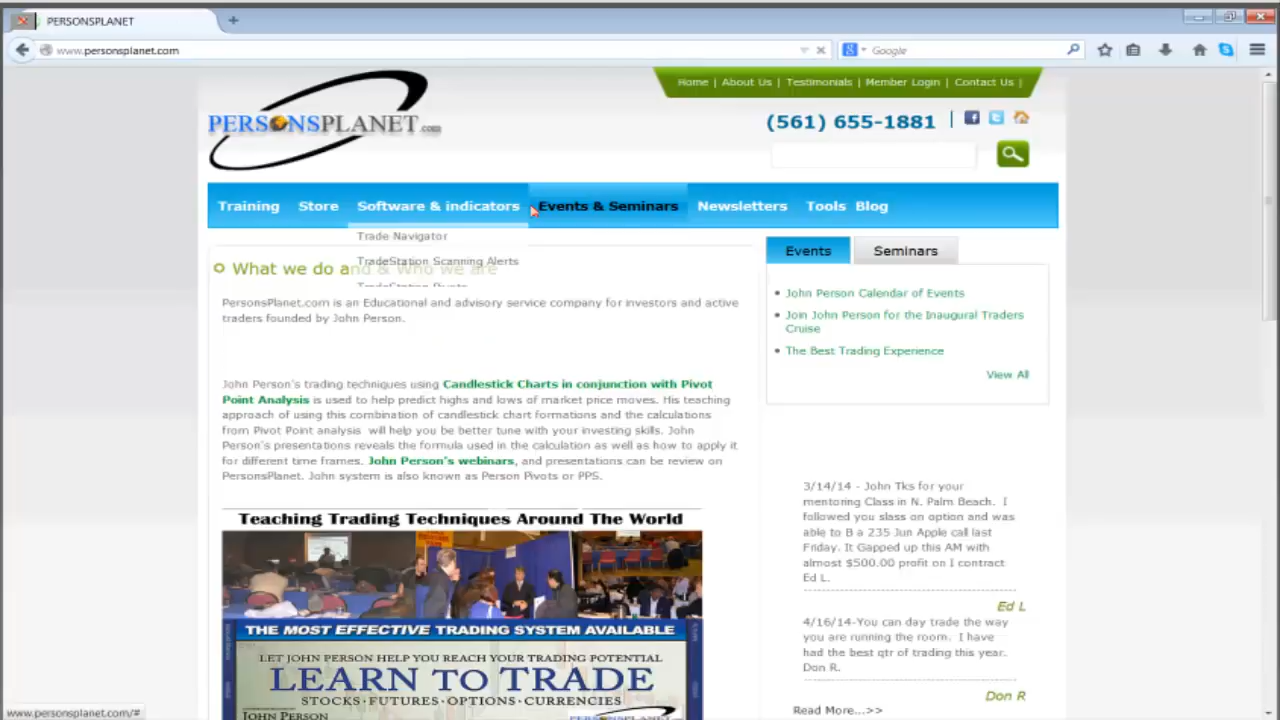 PERSONSPLANET
www.personsplanet.com
Google
Home | About Us | Testimonials | Member Login | Contact Us |
PERSONSPLANET.com
(561) 655-1881
Training Store Software & indicators Events & Seminars Newsletters Tools Blog
Trade Navigator
TradeStation Scanning Alerts
TradeStation Pivots
What we do and & Who we are
PersonsPlanet.com is an Educational and advisory service company for investors and active
traders founded by John Person.
John Person's trading techniques using Candlestick Charts in conjunction with Pivot
Point Analysis is used to help predict highs and lows of market price moves. His teaching
approach of using this combination of candlestick chart formations and the calculations
from Pivot Point analysis will help you be better tune with your investing skills. John
Person's presentations reveals the formula used in the calculation as well as how to apply it
for different time frames. John Person's webinars, and presentations can be review on
PersonsPlanet. John system is also known as Person Pivots or PPS.
Teaching Trading Techniques Around The World
THE MOST EFFECTIVE TRADING SYSTEM AVAILABLE
LET JOHN PERSON HELP YOU REACH YOUR TRADING POTENTIAL
LEARN TO TRADE
STOCKS·FUTURES·OPTIONS·CURRENCIES
JOHN PERSON
PERSONSPLANET
Events Seminars
John Person Calendar of Events
Join John Person for the Inaugural Traders
Cruise
The Best Trading Experience
View All
3/14/14 - John Tks for your
mentoring Class in N. Palm Beach. I
followed you slass on option and was
able to B a 235 Jun Apple call last
Friday. It Gapped up this AM with
almost $500.00 profit on I contract
Ed L.
Ed L
4/16/14-You can day trade the way
you are running the room. I have
had the best qtr of trading this year.
Don R.
Don R
Read More...>>
www.personsplanet.com/#